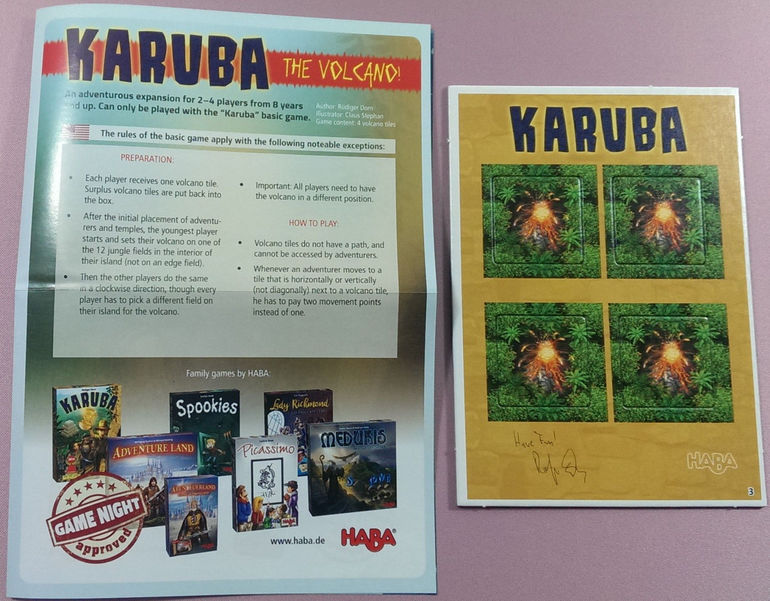 KARUBA
THE VOLCANO!
An adventurous expansion for 2–4 players from 8 years
and up. Can only be played with the "Karuba" basic game.
Author: Rüdiger Dorn
Illustrator: Claus Stephan
Game content: 4 volcano tiles
The rules of the basic game apply with the following noteable exceptions:
PREPARATION:
• Each player receives one volcano tile.
Surplus volcano tiles are put back into
the box.
• After the initial placement of adventu-
rers and temples, the youngest player
starts and sets their volcano on one of
the 12 jungle fields in the interior of
their island (not on an edge field).
• Then the other players do the same
in a clockwise direction, though every
player has to pick a different field on
their island for the volcano.
• Important: All players need to have
the volcano in a different position.
HOW TO PLAY:
• Volcano tiles do not have a path, and
cannot be accessed by adventurers.
• Whenever an adventurer moves to a
tile that is horizontally or vertically
(not diagonally) next to a volcano tile,
he has to pay two movement points
instead of one.
Family games by HABA:
KARUBA
Spookies
Lady Richmond
ADVENTURE LAND
Picassimo
MEDURIS
ABENTEUERLAND
GAME NIGHT
approved
www.haba.de
HABA®
KARUBA
Have Fun!
HABA
3